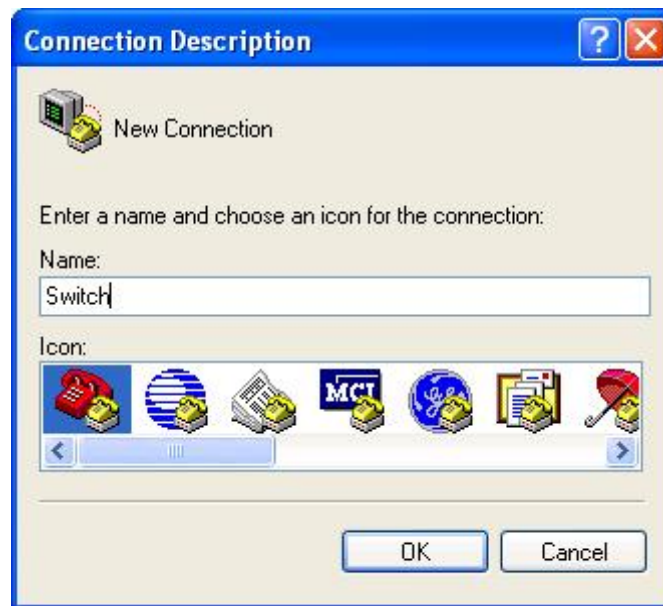 Connection Description
New Connection
Enter a name and choose an icon for the connection:
Name:
Switch
Icon:
MCI
OK
Cancel